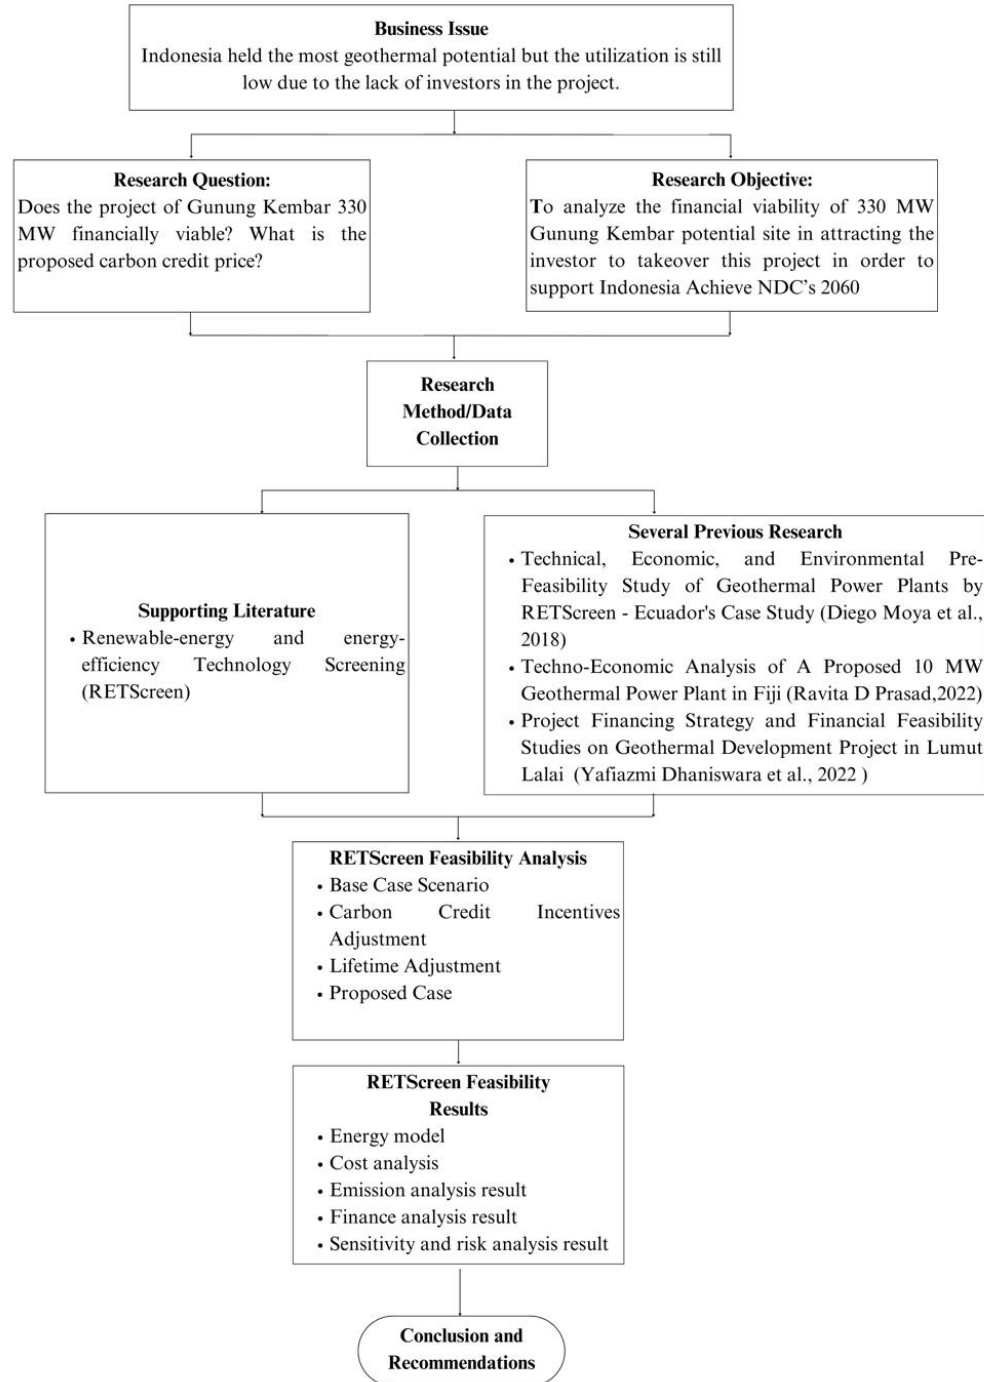 Business Issue
Indonesia held the most geothermal potential but the utilization is still
low due to the lack of investors in the project.
Research Question:
Does the project of Gunung Kembar 330
MW financially viable? What is the
proposed carbon credit price?
Research Objective:
To analyze the financial viability of 330 MW
Gunung Kembar potential site in attracting the
investor to takeover this project in order to
support Indonesia Achieve NDC's 2060
Research
Method/Data
Collection
Supporting Literature
• Renewable-energy and energy-
efficiency Technology Screening
(RETScreen)
Several Previous Research
• Technical, Economic, and Environmental Pre-
Feasibility Study of Geothermal Power Plants by
RETScreen - Ecuador's Case Study (Diego Moya et al.,
2018)
• Techno-Economic Analysis of A Proposed 10 MW
Geothermal Power Plant in Fiji (Ravita D Prasad,2022)
• Project Financing Strategy and Financial Feasibility
Studies on Geothermal Development Project in Lumut
Lalai (Yafiazmi Dhaniswara et al., 2022 )
RETScreen Feasibility Analysis
• Base Case Scenario
• Carbon Credit Incentives
Adjustment
• Lifetime Adjustment
• Proposed Case
RETScreen Feasibility
Results
• Energy model
• Cost analysis
• Emission analysis result
• Finance analysis result
• Sensitivity and risk analysis result
Conclusion and
Recommendations